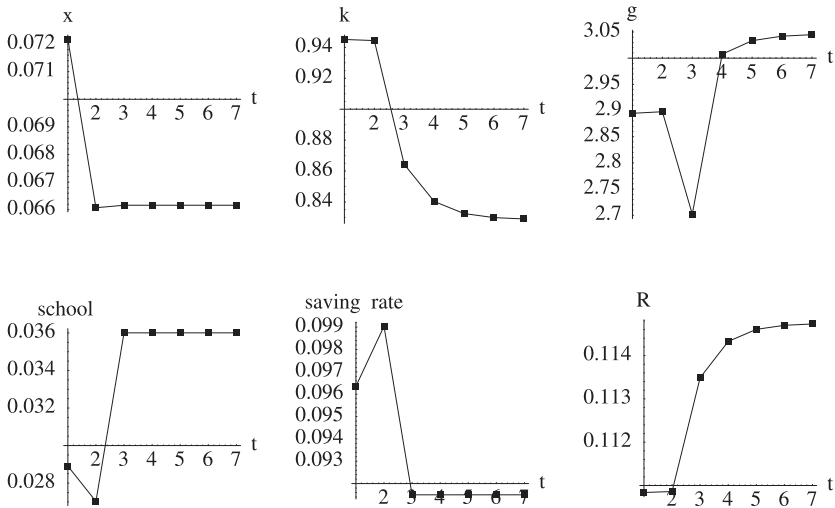 x
0.072
0.071
0.069
0.068
0.067
0.066
2 3 4 5 6 7 t
k
0.94
0.92
0.88
0.86
0.84
2 3 4 5 6 7 t
g
3.05
2.95
2.9
2.85
2.8
2.75
2.7
2 3 4 5 6 7 t
school
0.036
0.034
0.032
0.028
2 3 4 5 6 7 t
saving rate
0.099
0.098
0.097
0.096
0.095
0.094
0.093
2 3 4 5 6 7 t
R
0.114
0.113
0.112
2 3 4 5 6 7 t